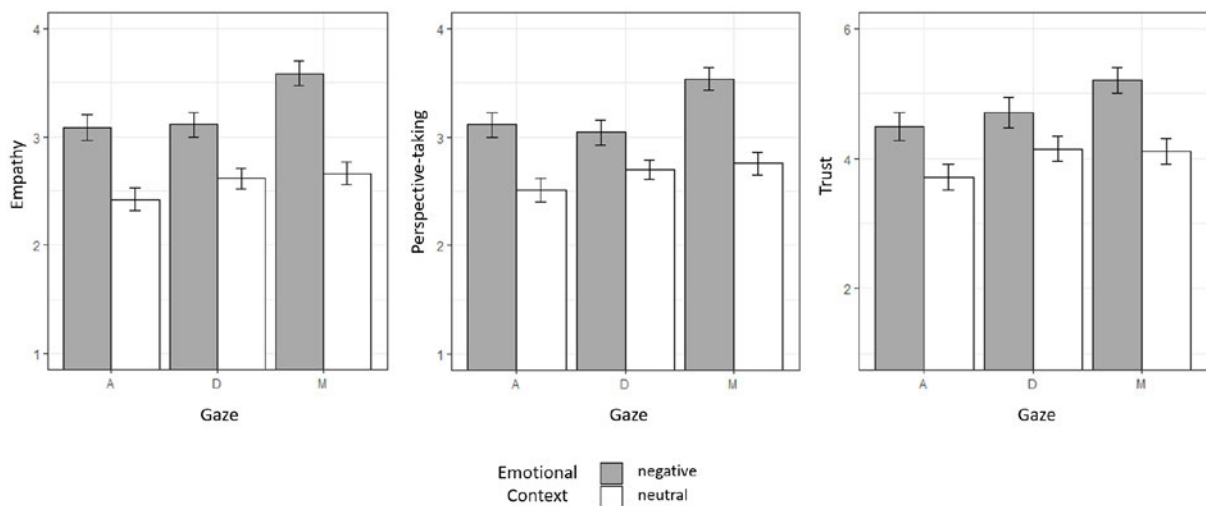 4
3
2
1
Empathy
A D M
Gaze
4
3
2
1
Perspective-taking
A D M
Gaze
6
4
2
Trust
A D M
Gaze
Emotional negative
Context neutral